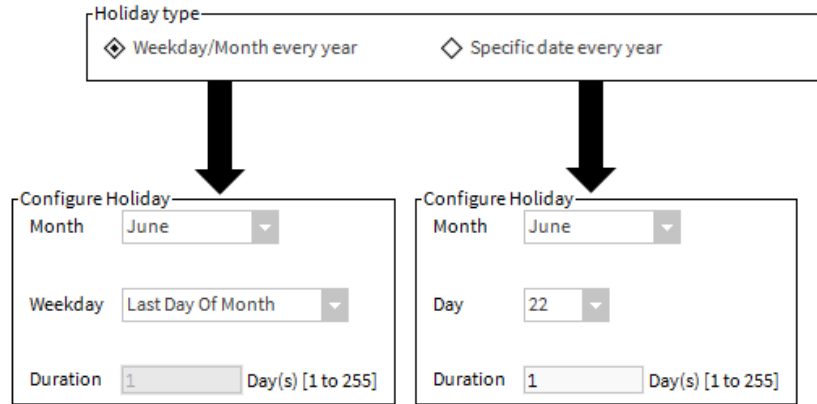 Holiday type
Weekday/Month every year Specific date every year
Configure Holiday
Month June
Weekday Last Day Of Month
Duration 1 Day(s) [1 to 255]
Configure Holiday
Month June
Day 22
Duration 1 Day(s) [1 to 255]